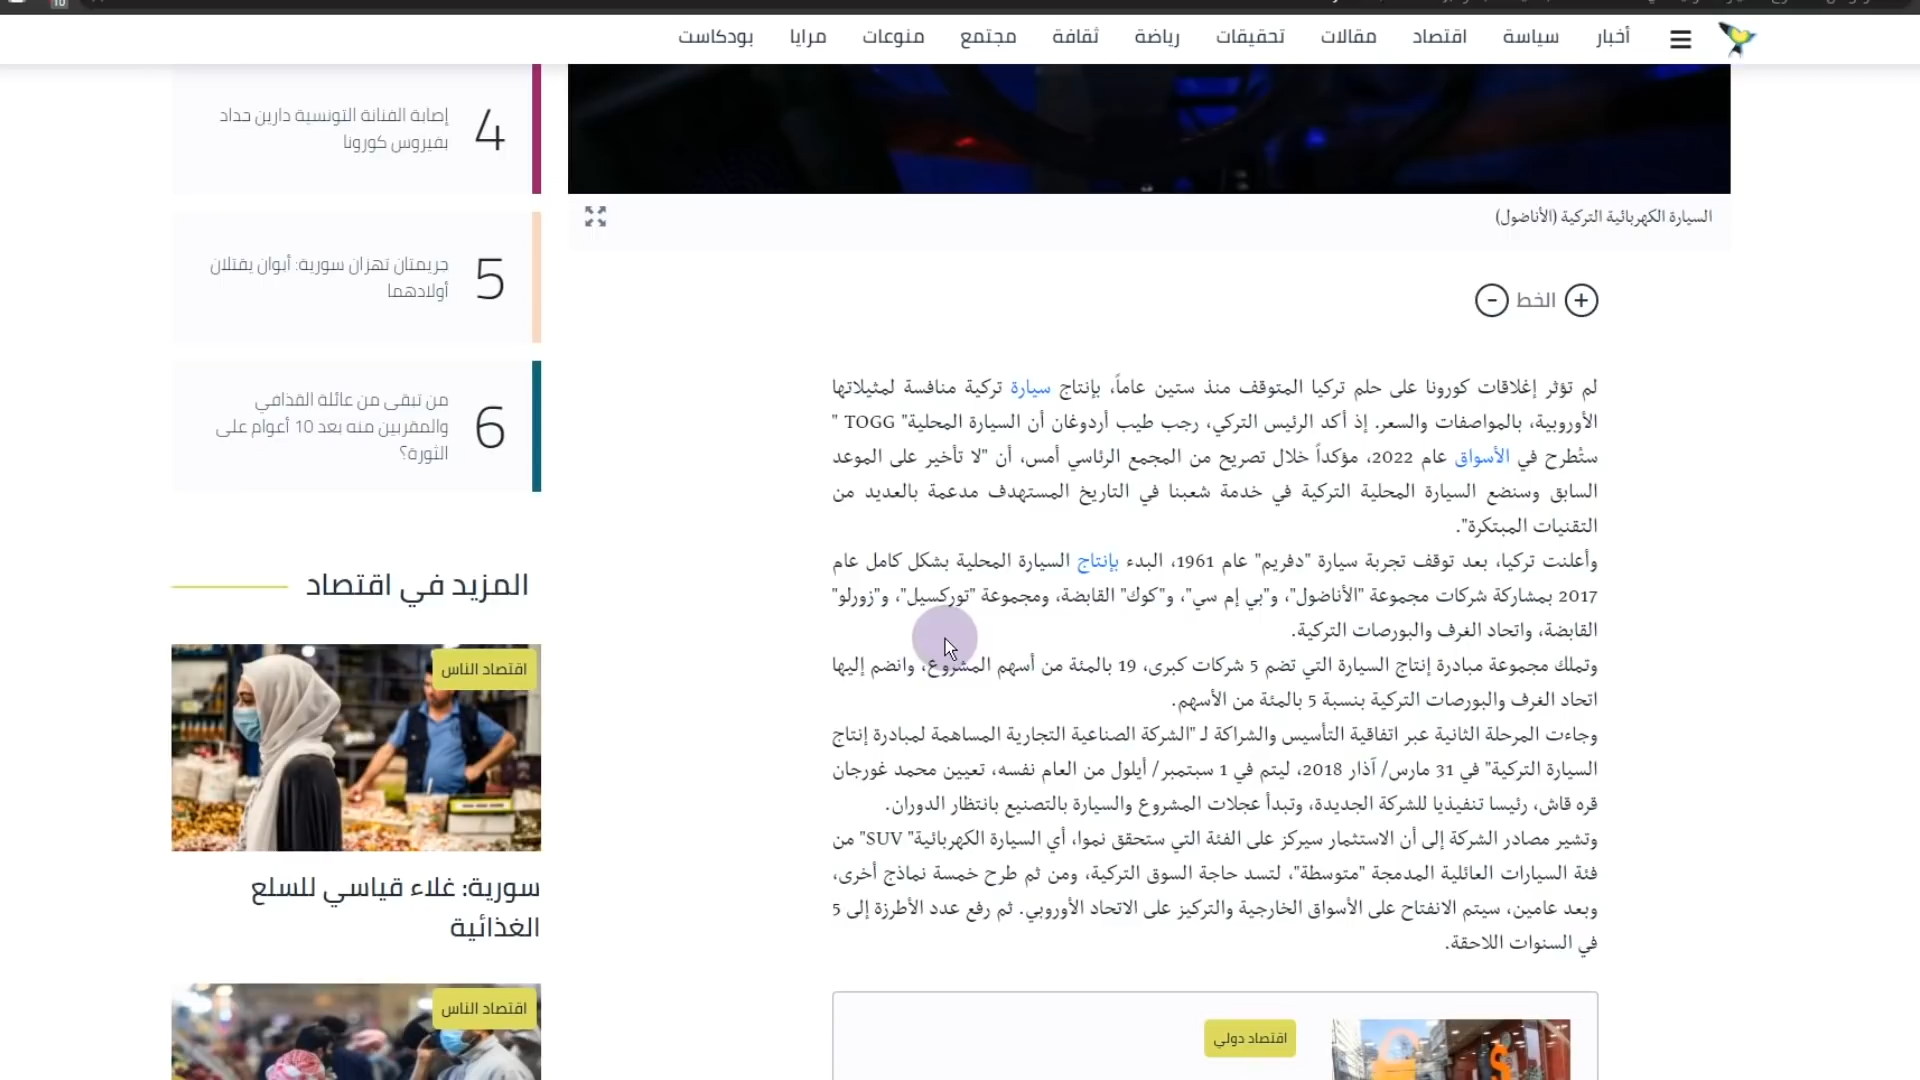 أخبار
سياسة
اقتصاد
مقالات
تحقيقات
رياضة
ثقافة
مجتمع
منوعات
مرايا
بودكاست
السيارة الكهربائية التركية (الأناضول)
+ الخط -
لم تؤثر إغلاقات كورونا على حلم تركيا المتوقف منذ ستين عاماً، بإنتاج سيارة تركية منافسة لمثيلاتها
الأوروبية، بالمواصفات والسعر. إذ أكد الرئيس التركي، رجب طيب أردوغان أن السيارة المحلية" TOGG "
ستُطرح في الأسواق عام 2022، مؤكداً خلال تصريح من المجمع الرئاسي أمس، أن "لا تأخير على الموعد
السابق وسنضع السيارة المحلية التركية في خدمة شعبنا في التاريخ المستهدف مدعمة بالعديد من
التقنيات المبتكرة".
وأعلنت تركيا، بعد توقف تجربة سيارة "دفريم" عام 1961، البدء بإنتاج السيارة المحلية بشكل كامل عام
2017 بمشاركة شركات مجموعة "الأناضول"، و"بي إم سي"، و"كوك" القابضة، ومجموعة "توركسيل"، و"زورلو"
القابضة، واتحاد الغرف والبورصات التركية.
وتملك مجموعة مبادرة إنتاج السيارة التي تضم 5 شركات كبرى، 19 بالمئة من أسهم المشروع، وانضم إليها
اتحاد الغرف والبورصات التركية بنسبة 5 بالمئة من الأسهم.
وجاءت المرحلة الثانية عبر اتفاقية التأسيس والشراكة لـ "الشركة الصناعية التجارية المساهمة لمبادرة إنتاج
السيارة التركية" في 31 مارس/ آذار 2018، ليتم في 1 سبتمبر/ أيلول من العام نفسه، تعيين محمد غورجان
قره قاش، رئيسا تنفيذيا للشركة الجديدة، وتبدأ عجلات المشروع والسيارة بالتصنيع بانتظار الدوران.
وتشير مصادر الشركة إلى أن الاستثمار سيركز على الفئة التي ستحقق نموا، أي السيارة الكهربائية" SUV" من
فئة السيارات العائلية المدمجة "متوسطة"، لتسد حاجة السوق التركية، ومن ثم طرح خمسة نماذج أخرى،
وبعد عامين، سيتم الانفتاح على الأسواق الخارجية والتركيز على الاتحاد الأوروبي. ثم رفع عدد الأطرزة إلى 5
في السنوات اللاحقة.
اقتصاد دولي
4
إصابة الفنانة التونسية دارين حداد
بفيروس كورونا
5
جريمتان تهزان سورية: أبوان يقتلان
أولادهما
6
من تبقى من عائلة القذافي
والمقربين منه بعد 10 أعوام على
الثورة؟
المزيد في اقتصاد
اقتصاد الناس
سورية: غلاء قياسي للسلع
الغذائية
اقتصاد الناس